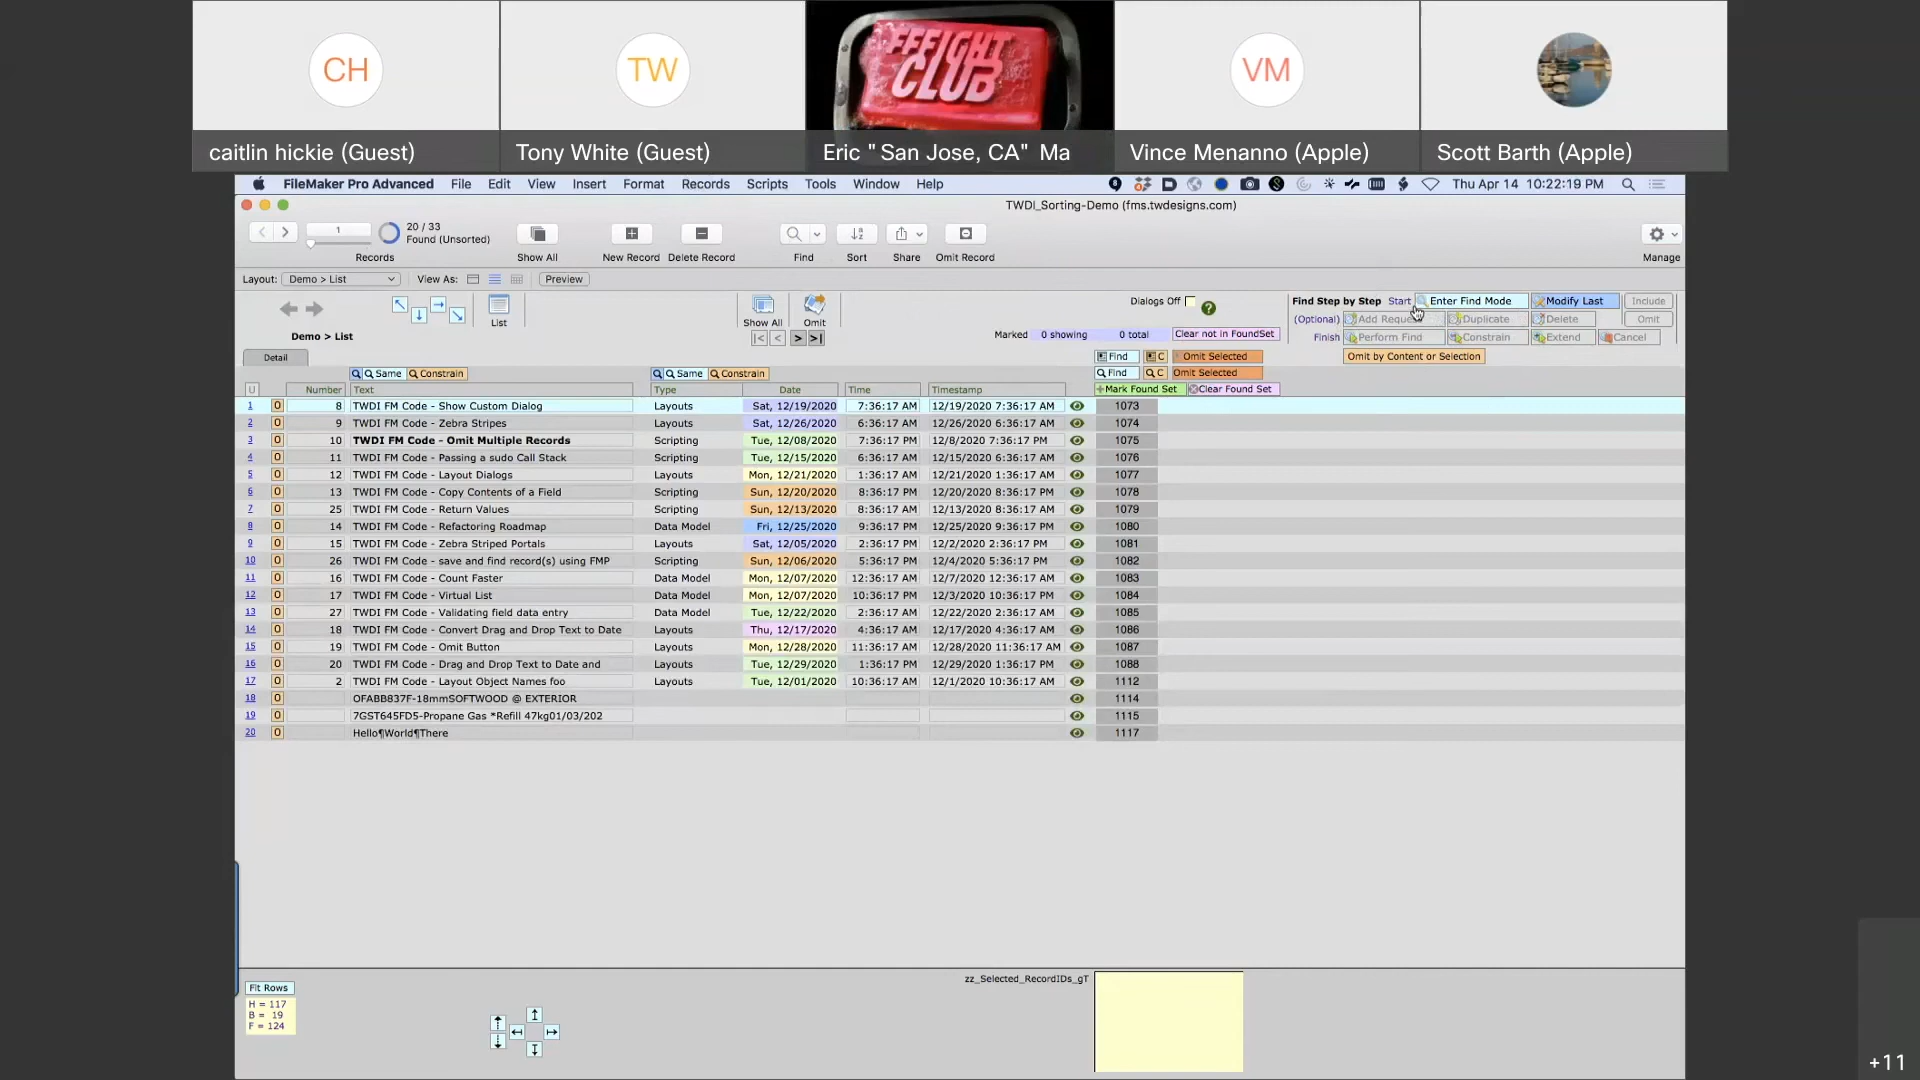 CH
TW
FFFIGHT
CLUB
VM
caitlin hickie (Guest)
Tony White (Guest)
Eric "San Jose, CA" Ma
Vince Menanno (Apple)
Scott Barth (Apple)
FileMaker Pro Advanced File Edit View Insert Format Records Scripts Tools Window Help Thu Apr 14 10:22:19 PM
TWDI_Sorting-Demo (fms.twdesigns.com)
1 20 / 33
Found (Unsorted)
Records Show All New Record Delete Record Find Sort Share Omit Record Manage
Layout: Demo > List View As: Preview
List Show All Omit
Dialogs Off ?
Find Step by Step Start Enter Find Mode Modify Last Include
(Optional) Add Reque Duplicate Delete Omit
Finish Perform Find Constrain Extend Cancel
Demo > List
|< < > >|
Marked 0 showing 0 total Clear not in FoundSet
Detail
Find C Omit Selected Omit by Content or Selection
Same Constrain Same Constrain Find C Omit Selected
U Number Text Type Date Time Timestamp +Mark Found Set Clear Found Set
1 O 8 TWDI FM Code - Show Custom Dialog Layouts Sat, 12/19/2020 7:36:17 AM 12/19/2020 7:36:17 AM 1073
2 O 9 TWDI FM Code - Zebra Stripes Layouts Sat, 12/26/2020 6:36:17 AM 12/26/2020 6:36:17 AM 1074
3 O 10 TWDI FM Code - Omit Multiple Records Scripting Tue, 12/08/2020 7:36:17 PM 12/8/2020 7:36:17 PM 1075
4 O 11 TWDI FM Code - Passing a sudo Call Stack Scripting Tue, 12/15/2020 6:36:17 AM 12/15/2020 6:36:17 AM 1076
5 O 12 TWDI FM Code - Layout Dialogs Layouts Mon, 12/21/2020 1:36:17 AM 12/21/2020 1:36:17 AM 1077
6 O 13 TWDI FM Code - Copy Contents of a Field Scripting Sun, 12/20/2020 8:36:17 PM 12/20/2020 8:36:17 PM 1078
7 O 25 TWDI FM Code - Return Values Scripting Sun, 12/13/2020 8:36:17 AM 12/13/2020 8:36:17 AM 1079
8 O 14 TWDI FM Code - Refactoring Roadmap Data Model Fri, 12/25/2020 9:36:17 PM 12/25/2020 9:36:17 PM 1080
9 O 15 TWDI FM Code - Zebra Striped Portals Layouts Sat, 12/05/2020 2:36:17 PM 12/2/2020 2:36:17 PM 1081
10 O 26 TWDI FM Code - save and find record(s) using FMP Scripting Sun, 12/06/2020 5:36:17 PM 12/4/2020 5:36:17 PM 1082
11 O 16 TWDI FM Code - Count Faster Data Model Mon, 12/07/2020 12:36:17 AM 12/7/2020 12:36:17 AM 1083
12 O 17 TWDI FM Code - Virtual List Data Model Mon, 12/07/2020 10:36:17 PM 12/3/2020 10:36:17 PM 1084
13 O 27 TWDI FM Code - Validating field data entry Data Model Tue, 12/22/2020 2:36:17 AM 12/22/2020 2:36:17 AM 1085
14 O 18 TWDI FM Code - Convert Drag and Drop Text to Date Layouts Thu, 12/17/2020 4:36:17 AM 12/17/2020 4:36:17 AM 1086
15 O 19 TWDI FM Code - Omit Button Layouts Mon, 12/28/2020 11:36:17 AM 12/28/2020 11:36:17 AM 1087
16 O 20 TWDI FM Code - Drag and Drop Text to Date and Layouts Tue, 12/29/2020 1:36:17 PM 12/29/2020 1:36:17 PM 1088
17 O 2 TWDI FM Code - Layout Object Names foo Layouts Tue, 12/01/2020 10:36:17 AM 12/1/2020 10:36:17 AM 1112
18 O OFABB837F-18mmSOFTWOOD @ EXTERIOR 1114
19 O 7GST645FD5-Propane Gas *Refill 47kg01/03/202 1115
20 O Hello¶World¶There 1117
zz_Selected_RecordIDs_gT
Fit Rows
H = 117
B = 19
F = 124
+11